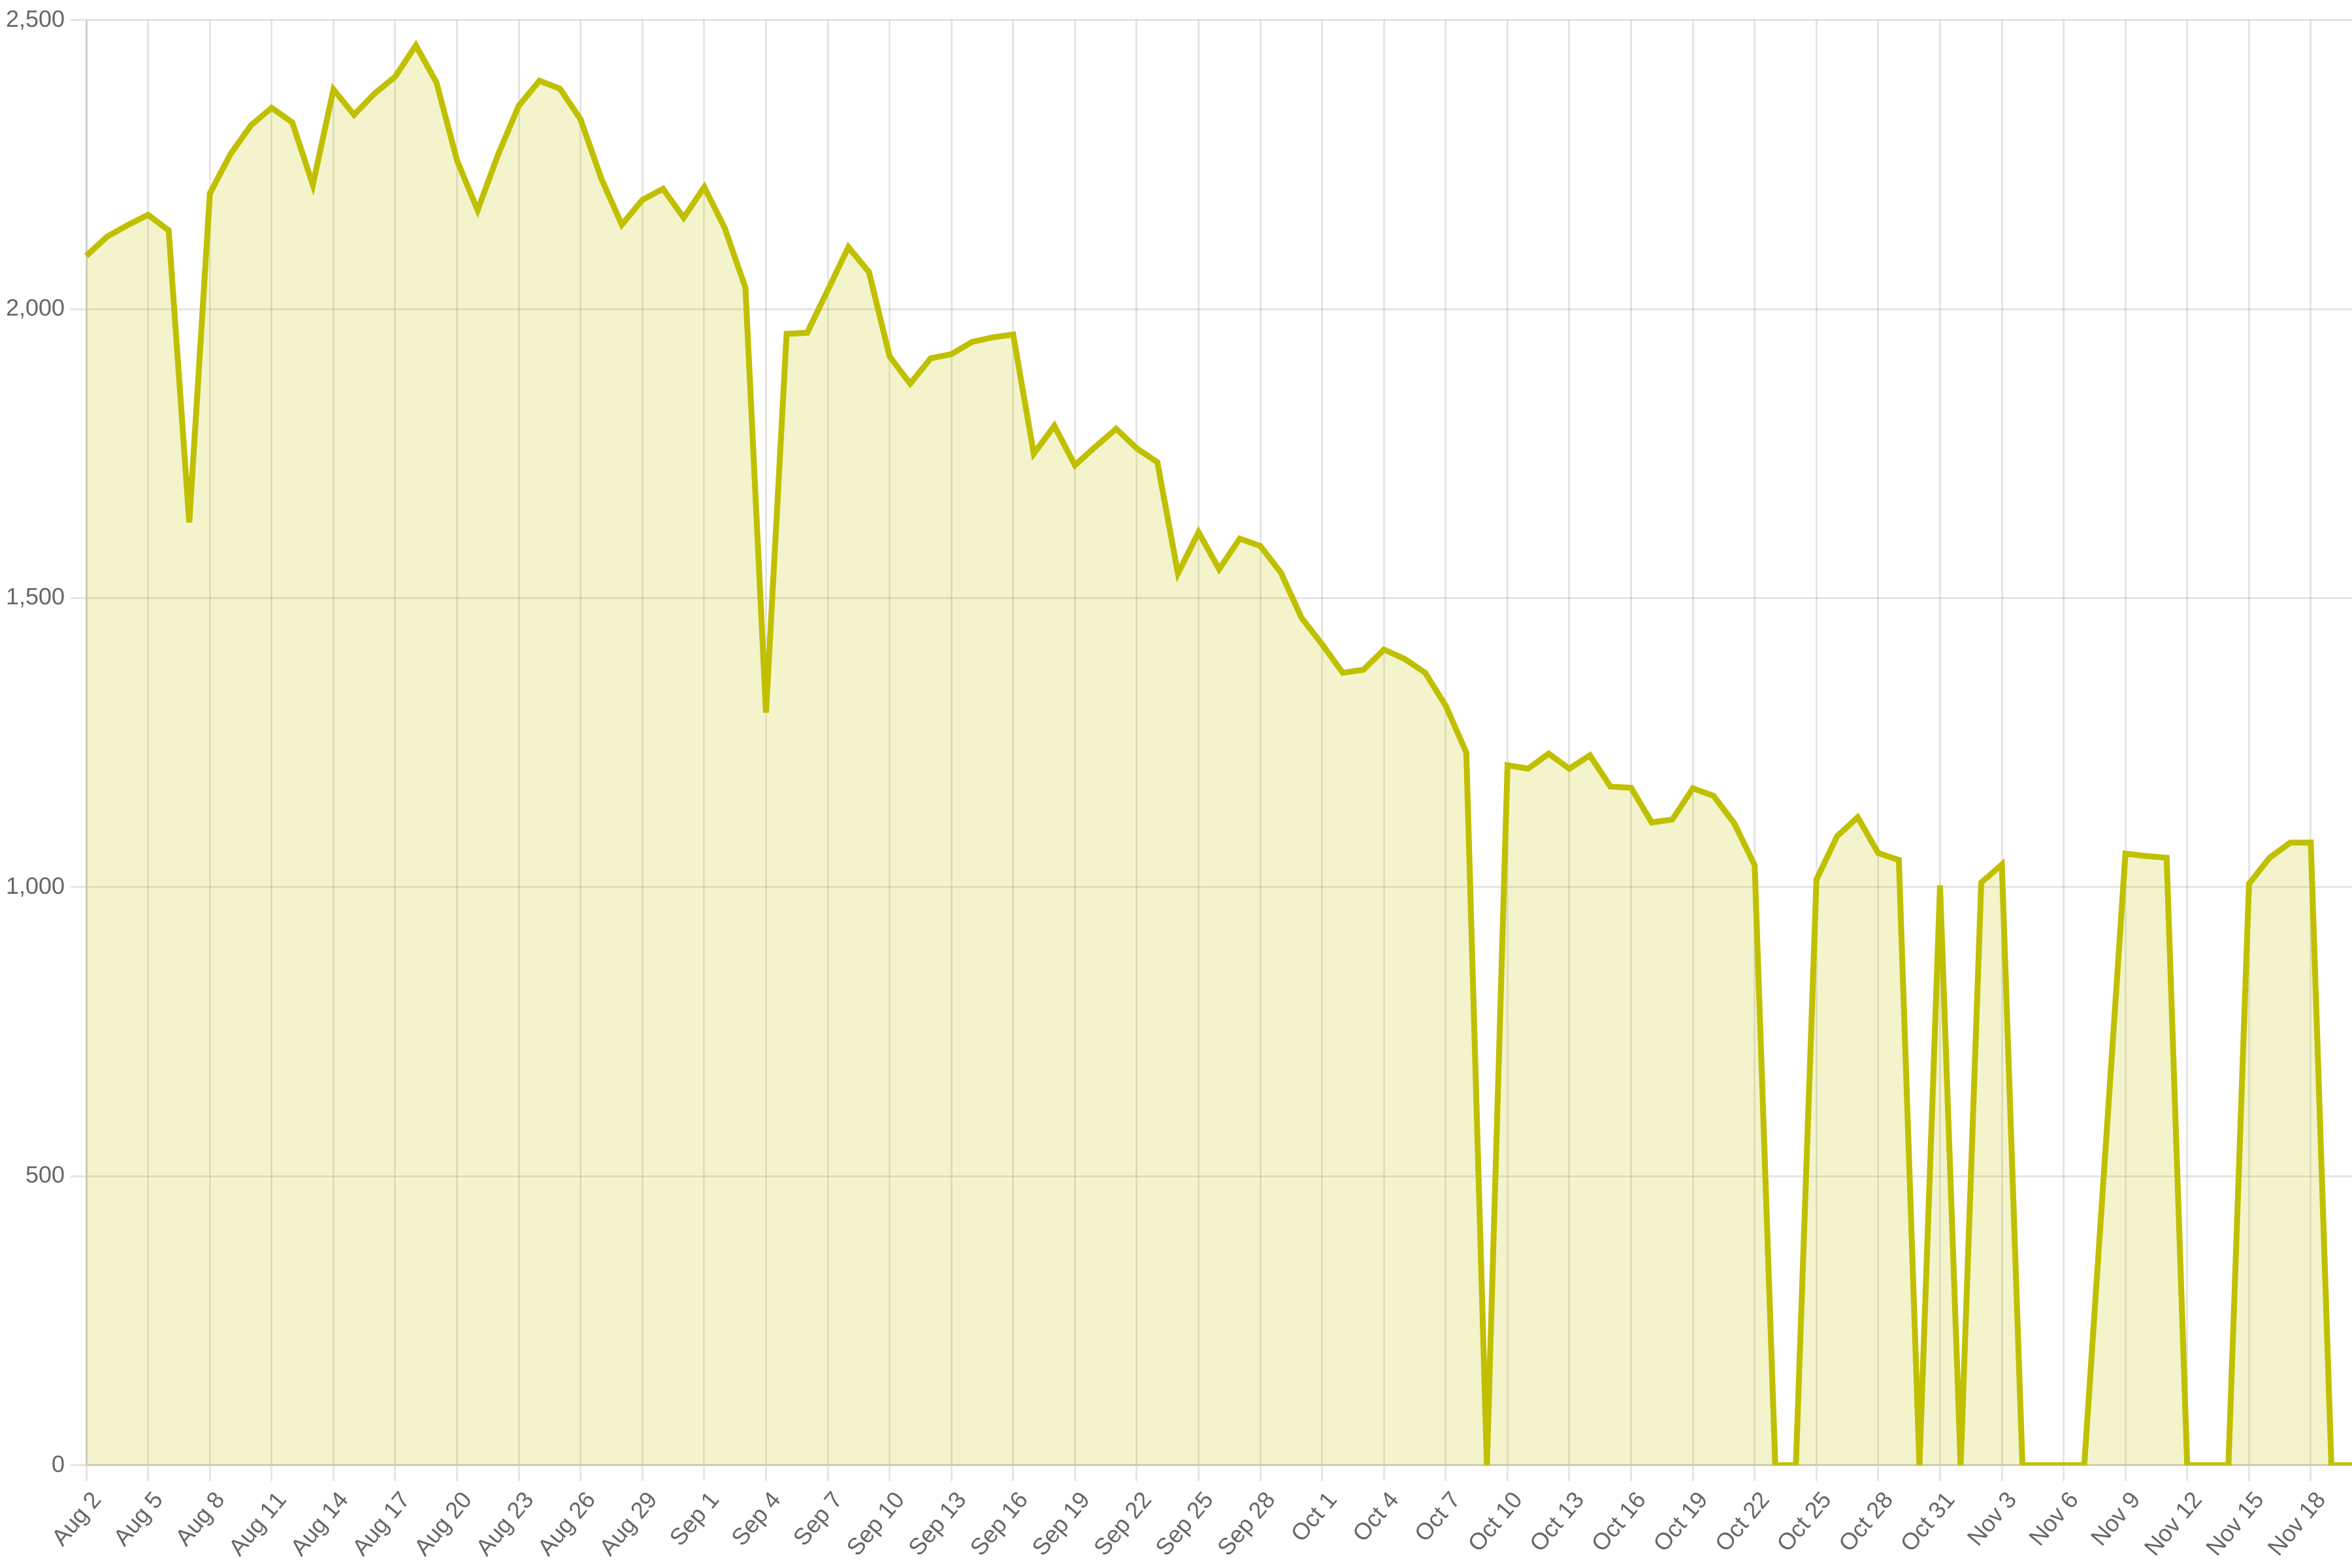 2,500
2,000
1,500
1,000
500
0
Aug 2
Aug 5
Aug 8
Aug 11
Aug 14
Aug 17
Aug 20
Aug 23
Aug 26
Aug 29
Sep 1
Sep 4
Sep 7
Sep 10
Sep 13
Sep 16
Sep 19
Sep 22
Sep 25
Sep 28
Oct 1
Oct 4
Oct 7
Oct 10
Oct 13
Oct 16
Oct 19
Oct 22
Oct 25
Oct 28
Oct 31
Nov 3
Nov 6
Nov 9
Nov 12
Nov 15
Nov 18